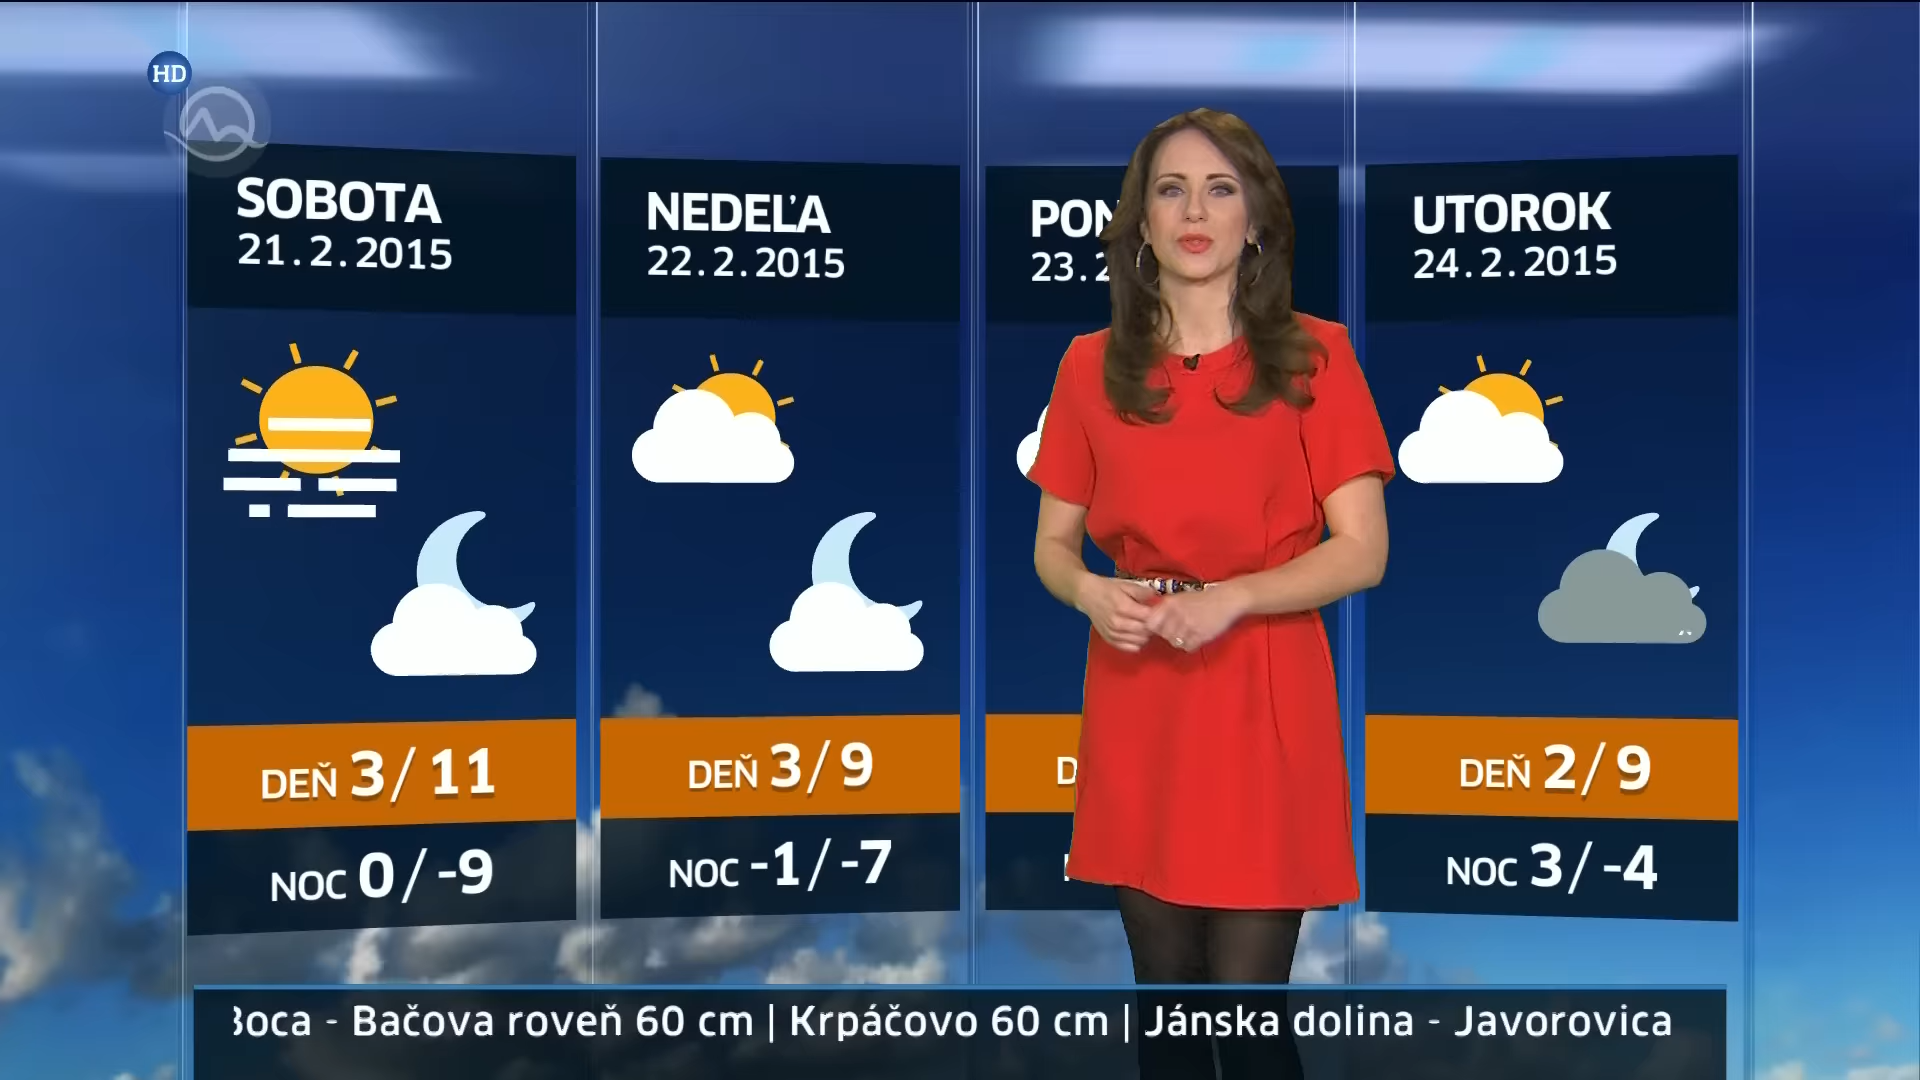 HD
SOBOTA
21.2.2015
NEDEĽA
22.2.2015
UTOROK
24.2.2015
DEŇ 3/11
DEŇ 3/9
DEŇ 2/9
NOC 0/-9
NOC -1/-7
NOC 3/-4
Boca - Bačova roveň 60 cm | Krpáčovo 60 cm | Jánska dolina - Javorovica